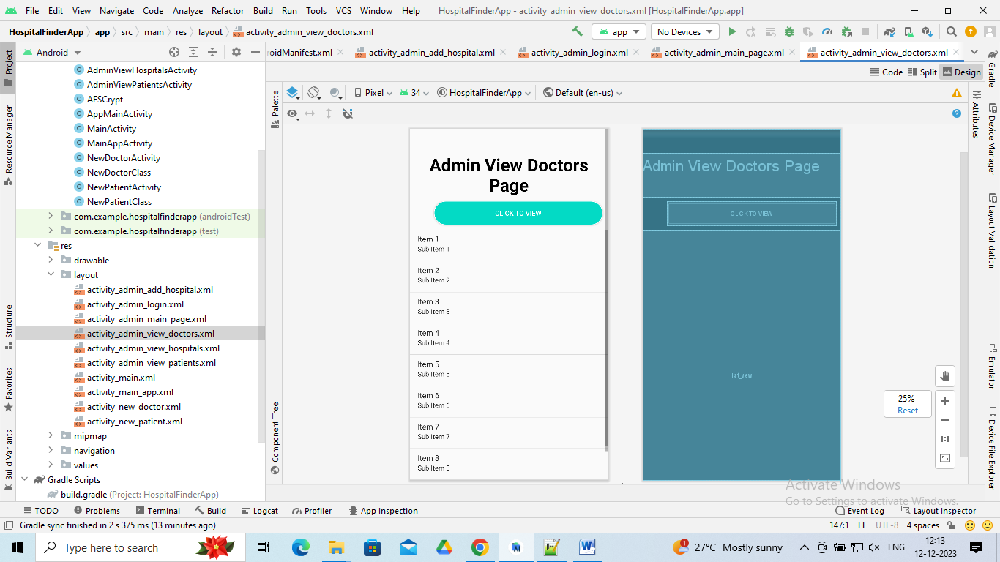 File Edit View Navigate Code Analyze Refactor Build Run Tools VCS Window Help HospitalFinderApp - activity_admin_view_doctors.xml [HospitalFinderApp.app]
HospitalFinderApp app src main res layout activity_admin_view_doctors.xml app No Devices
Project
Android
roidManifest.xml activity_admin_add_hospital.xml activity_admin_login.xml activity_admin_main_page.xml activity_admin_view_doctors.xml
Code Split Design
Pixel 34 HospitalFinderApp Default (en-us)
AdminViewHospitalsActivity
AdminViewPatientsActivity
AESCrypt
AppMainActivity
MainActivity
MainAppActivity
NewDoctorActivity
NewDoctorClass
NewPatientActivity
NewPatientClass
com.example.hospitalfinderapp (androidTest)
com.example.hospitalfinderapp (test)
res
drawable
layout
activity_admin_add_hospital.xml
activity_admin_login.xml
activity_admin_main_page.xml
activity_admin_view_doctors.xml
activity_admin_view_hospitals.xml
activity_admin_view_patients.xml
activity_main.xml
activity_main_app.xml
activity_new_doctor.xml
activity_new_patient.xml
mipmap
navigation
values
Gradle Scripts
build.gradle (Project: HospitalFinderApp)
Resource Manager
Structure
Favorites
Build Variants
Palette
Component Tree
Admin View Doctors
Page
CLICK TO VIEW
Item 1
Sub Item 1
Item 2
Sub Item 2
Item 3
Sub Item 3
Item 4
Sub Item 4
Item 5
Sub Item 5
Item 6
Sub Item 6
Item 7
Sub Item 7
Item 8
Sub Item 8
Admin View Doctors Page
CLICK TO VIEW
list_view
25%
Reset
1:1
Attributes
Gradle
Device Manager
Layout Validation
Emulator
Device File Explorer
Activate Windows
Go to Settings to activate Windows.
TODO Problems Terminal Build Logcat Profiler App Inspection Event Log Layout Inspector
Gradle sync finished in 2 s 375 ms (13 minutes ago) 147:1 LF UTF-8 4 spaces
Type here to search 27°C Mostly sunny ENG 12:13
12-12-2023